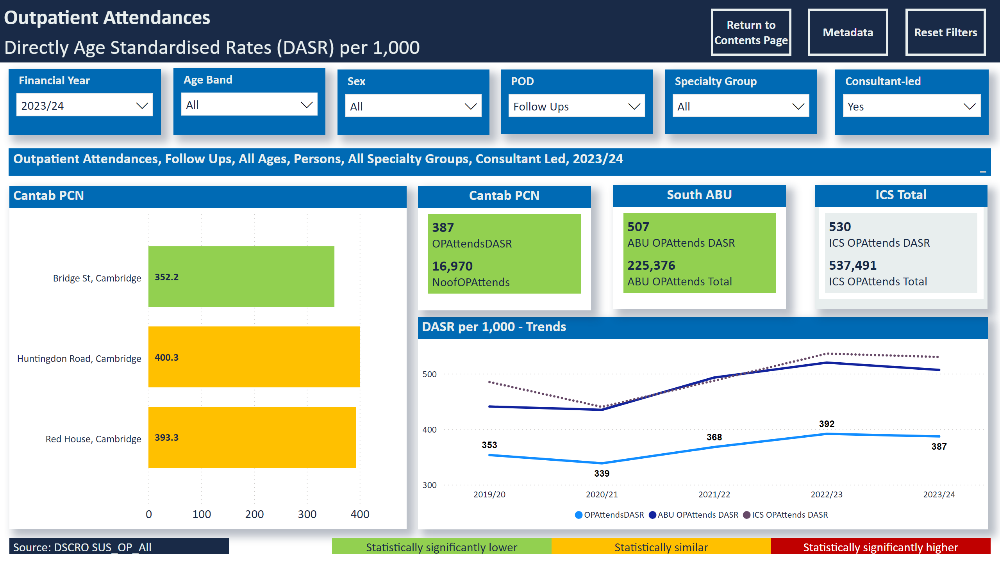 Outpatient Attendances
Directly Age Standardised Rates (DASR) per 1,000
Return to
Contents Page
Metadata
Reset Filters
Financial Year
2023/24
Age Band
All
Sex
All
POD
Follow Ups
Specialty Group
All
Consultant-led
Yes
Outpatient Attendances, Follow Ups, All Ages, Persons, All Specialty Groups, Consultant Led, 2023/24
Cantab PCN
Bridge St, Cambridge
352.2
Huntingdon Road, Cambridge
400.3
Red House, Cambridge
393.3
0 100 200 300 400
Cantab PCN
387
OPAttendsDASR
16,970
NoofOPAttends
South ABU
507
ABU OPAttends DASR
225,376
ABU OPAttends Total
ICS Total
530
ICS OPAttends DASR
537,491
ICS OPAttends Total
DASR per 1,000 - Trends
500
400
300
353
339
368
392
387
2019/20 2020/21 2021/22 2022/23 2023/24
OPAttendsDASR ABU OPAttends DASR ICS OPAttends DASR
Source: DSCRO SUS_OP_All
Statistically significantly lower
Statistically similar
Statistically significantly higher